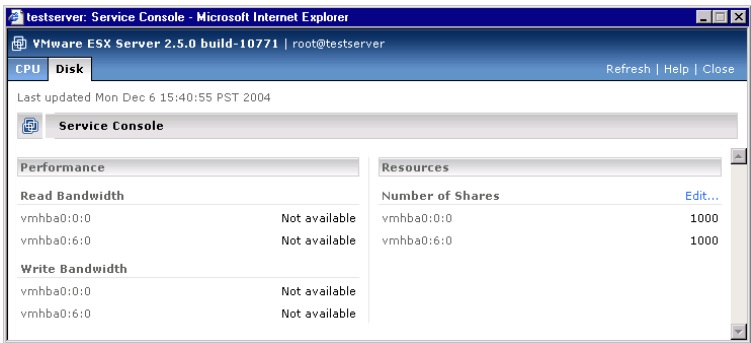 testserver: Service Console - Microsoft Internet Explorer
VMware ESX Server 2.5.0 build-10771 | root@testserver
CPU Disk Refresh | Help | Close
Last updated Mon Dec 6 15:40:55 PST 2004
Service Console
Performance
Read Bandwidth
vmhba0:0:0 Not available
vmhba0:6:0 Not available
Write Bandwidth
vmhba0:0:0 Not available
vmhba0:6:0 Not available
Resources
Number of Shares Edit...
vmhba0:0:0 1000
vmhba0:6:0 1000